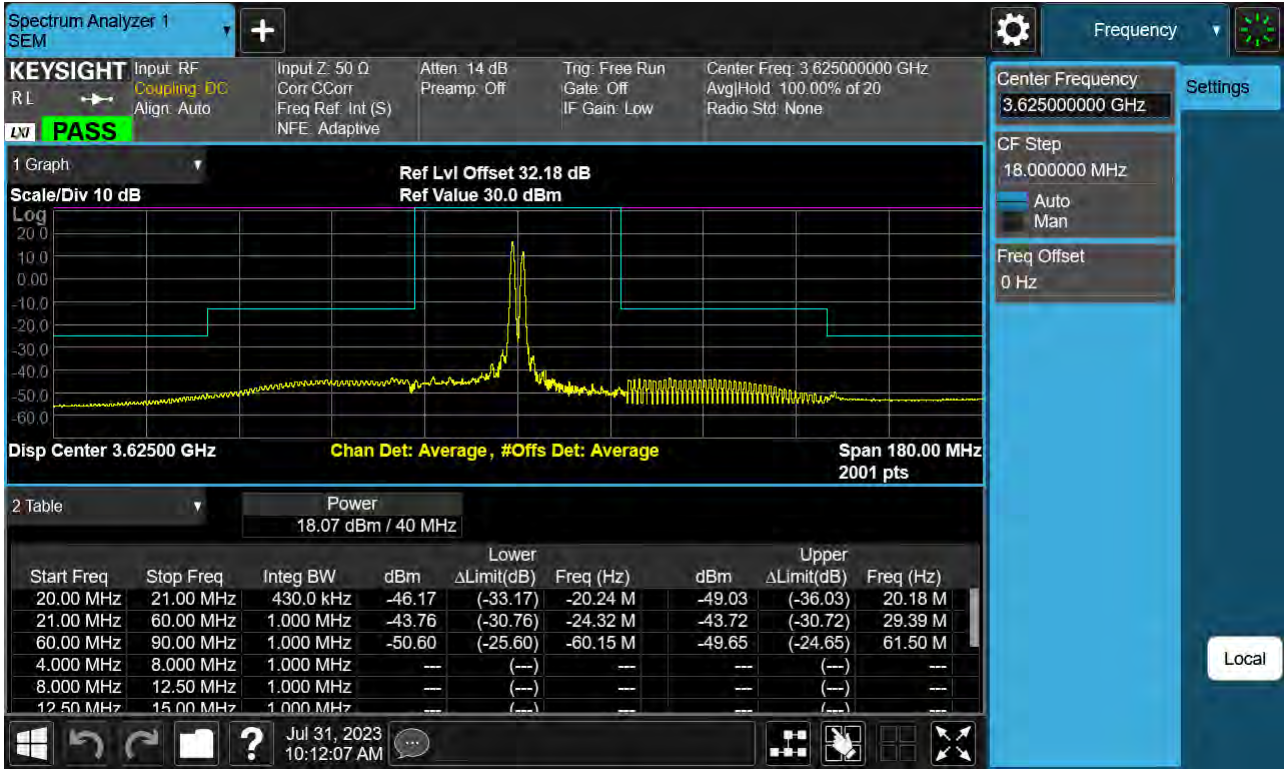 Spectrum Analyzer 1
SEM
+
Frequency
KEYSIGHT
R L
LXI
PASS
Input: RF
Coupling: DC
Align: Auto
Input Z: 50 Ω
Corr CCorr
Freq Ref: Int (S)
NFE: Adaptive
Atten: 14 dB
Preamp: Off
Trig: Free Run
Gate: Off
IF Gain: Low
Center Freq: 3.625000000 GHz
Avg|Hold: 100.00% of 20
Radio Std: None
Center Frequency
3.625000000 GHz
Settings
CF Step
18.000000 MHz
Auto
Man
Freq Offset
0 Hz
Local
1 Graph
Scale/Div 10 dB
Ref Lvl Offset 32.18 dB
Ref Value 30.0 dBm
Log
20.0
10.0
0.00
-10.0
-20.0
-30.0
-40.0
-50.0
-60.0
Disp Center 3.62500 GHz
Chan Det: Average, #Offs Det: Average
Span 180.00 MHz
2001 pts
2 Table
Power
18.07 dBm / 40 MHz
Lower Upper
Start Freq Stop Freq Integ BW dBm ΔLimit(dB) Freq (Hz) dBm ΔLimit(dB) Freq (Hz)
20.00 MHz 21.00 MHz 430.0 kHz -46.17 (-33.17) -20.24 M -49.03 (-36.03) 20.18 M
21.00 MHz 60.00 MHz 1.000 MHz -43.76 (-30.76) -24.32 M -43.72 (-30.72) 29.39 M
60.00 MHz 90.00 MHz 1.000 MHz -50.60 (-25.60) -60.15 M -49.65 (-24.65) 61.50 M
4.000 MHz 8.000 MHz 1.000 MHz --- (---) --- --- (---) ---
8.000 MHz 12.50 MHz 1.000 MHz --- (---) --- --- (---) ---
12.50 MHz 15.00 MHz 1.000 MHz --- (---) --- --- (---) ---
?
Jul 31, 2023
10:12:07 AM